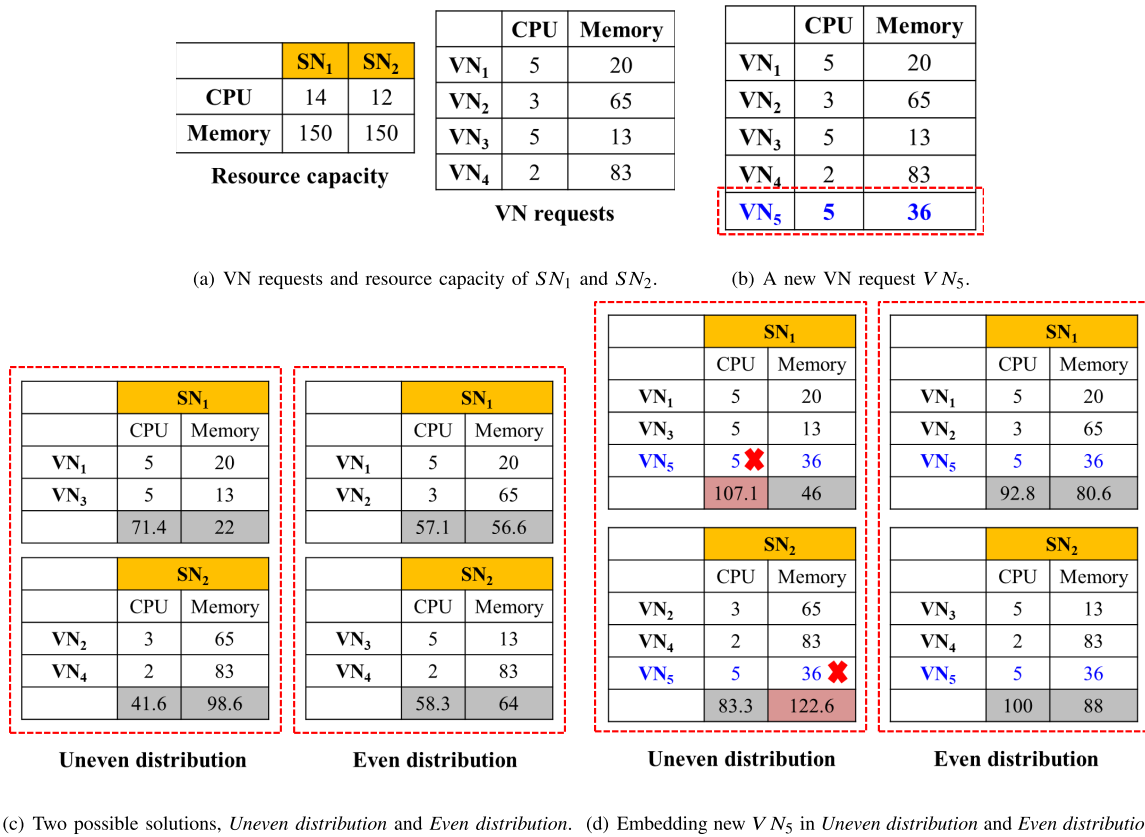 SN1 SN2
CPU 14 12
Memory 150 150
Resource capacity
CPU Memory
VN1 5 20
VN2 3 65
VN3 5 13
VN4 2 83
VN requests
CPU Memory
VN1 5 20
VN2 3 65
VN3 5 13
VN4 2 83
VN5 5 36
(a) VN requests and resource capacity of SN1 and SN2.
(b) A new VN request VN5.
SN1
CPU Memory
VN1 5 20
VN3 5 13
71.4 22
SN2
CPU Memory
VN2 3 65
VN4 2 83
41.6 98.6
Uneven distribution
SN1
CPU Memory
VN1 5 20
VN2 3 65
57.1 56.6
SN2
CPU Memory
VN3 5 13
VN4 2 83
58.3 64
Even distribution
(c) Two possible solutions, Uneven distribution and Even distribution.
SN1
CPU Memory
VN1 5 20
VN3 5 13
VN5 5 36
107.1 46
SN2
CPU Memory
VN2 3 65
VN4 2 83
VN5 5 36
83.3 122.6
Uneven distribution
SN1
CPU Memory
VN1 5 20
VN2 3 65
VN5 5 36
92.8 80.6
SN2
CPU Memory
VN3 5 13
VN4 2 83
VN5 5 36
100 88
Even distribution
(d) Embedding new VN5 in Uneven distribution and Even distributio